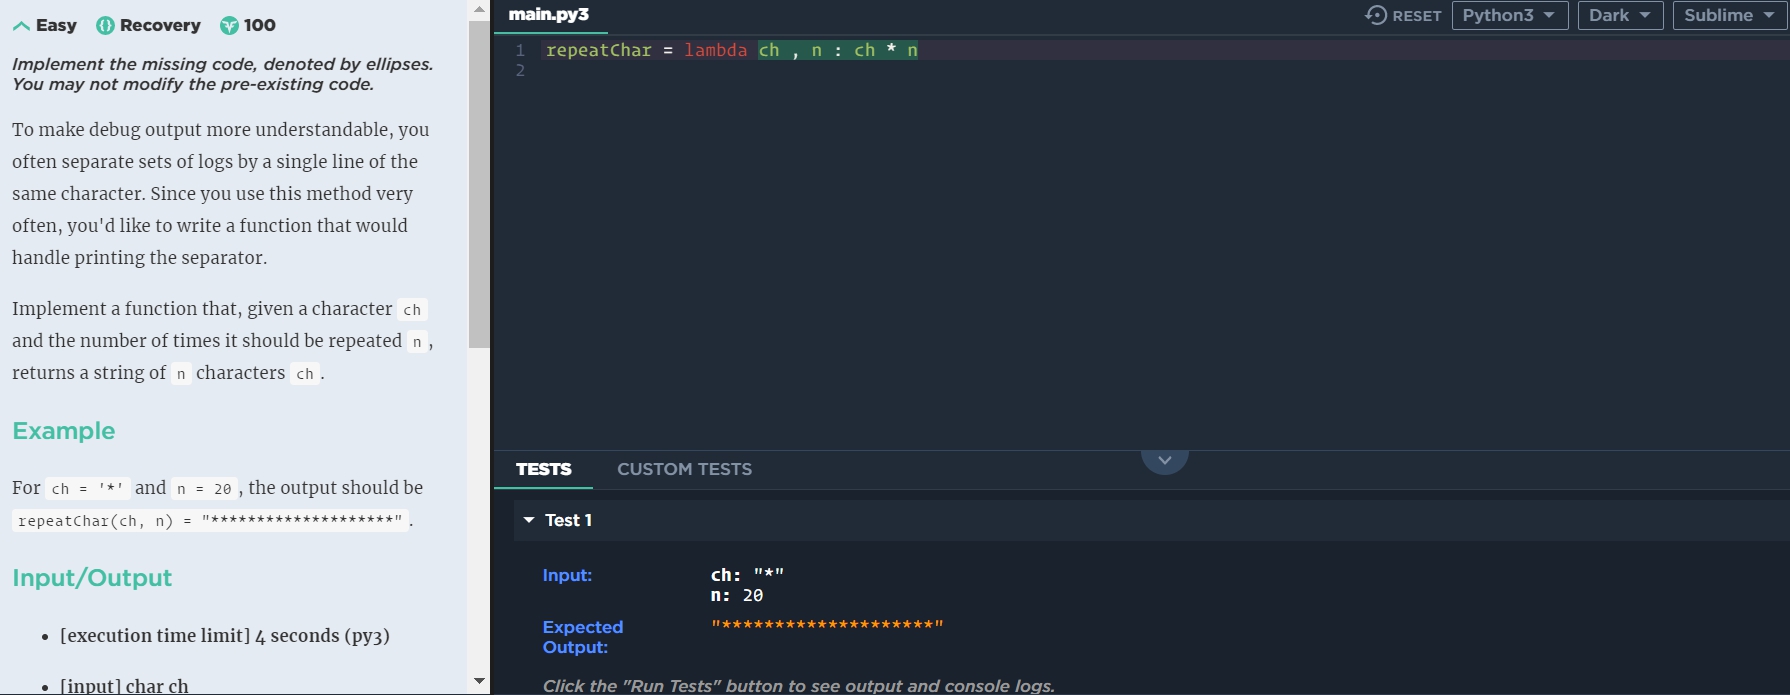 Easy Recovery 100
Implement the missing code, denoted by ellipses.
You may not modify the pre-existing code.
To make debug output more understandable, you
often separate sets of logs by a single line of the
same character. Since you use this method very
often, you'd like to write a function that would
handle printing the separator.
Implement a function that, given a character ch
and the number of times it should be repeated n,
returns a string of n characters ch.
Example
For ch = '*' and n = 20, the output should be
repeatChar(ch, n) = "********************".
Input/Output
• [execution time limit] 4 seconds (py3)
• [input] char ch
main.py3
RESET Python3 Dark Sublime
1 repeatChar = lambda ch , n : ch * n
2
TESTS CUSTOM TESTS
Test 1
Input: ch: "*"
n: 20
Expected "********************"
Output:
Click the "Run Tests" button to see output and console logs.